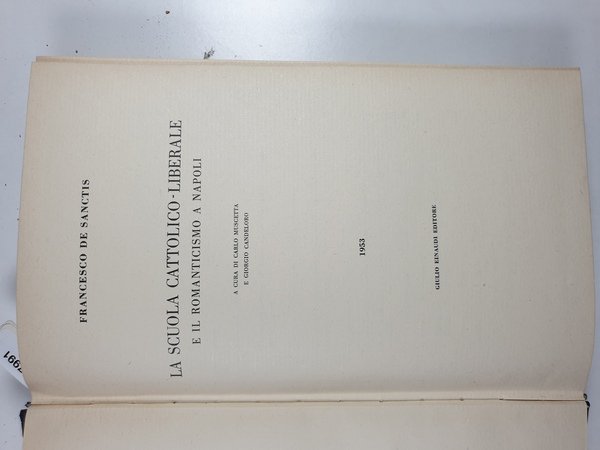 FRANCESCO DE SANCTIS
LA SCUOLA CATTOLICO-LIBERALE
E IL ROMANTICISMO A NAPOLI
A CURA DI CARLO MUSCETTA
E GIORGIO CANDELORO
1953
GIULIO EINAUDI EDITORE
7991